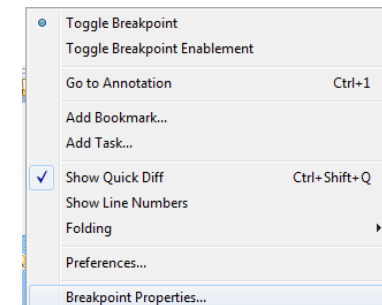 Toggle Breakpoint
Toggle Breakpoint Enablement
Go to Annotation Ctrl+1
Add Bookmark...
Add Task...
Show Quick Diff Ctrl+Shift+Q
Show Line Numbers
Folding
Preferences...
Breakpoint Properties...